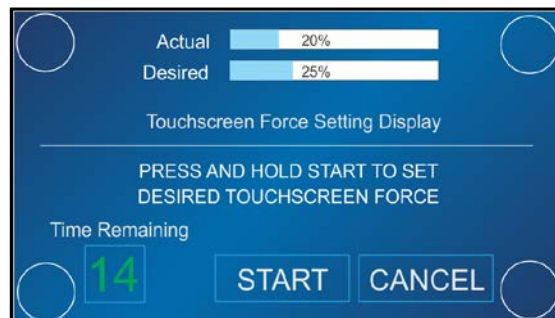 Actual 20%
Desired 25%
Touchscreen Force Setting Display
PRESS AND HOLD START TO SET
DESIRED TOUCHSCREEN FORCE
Time Remaining
14 START CANCEL